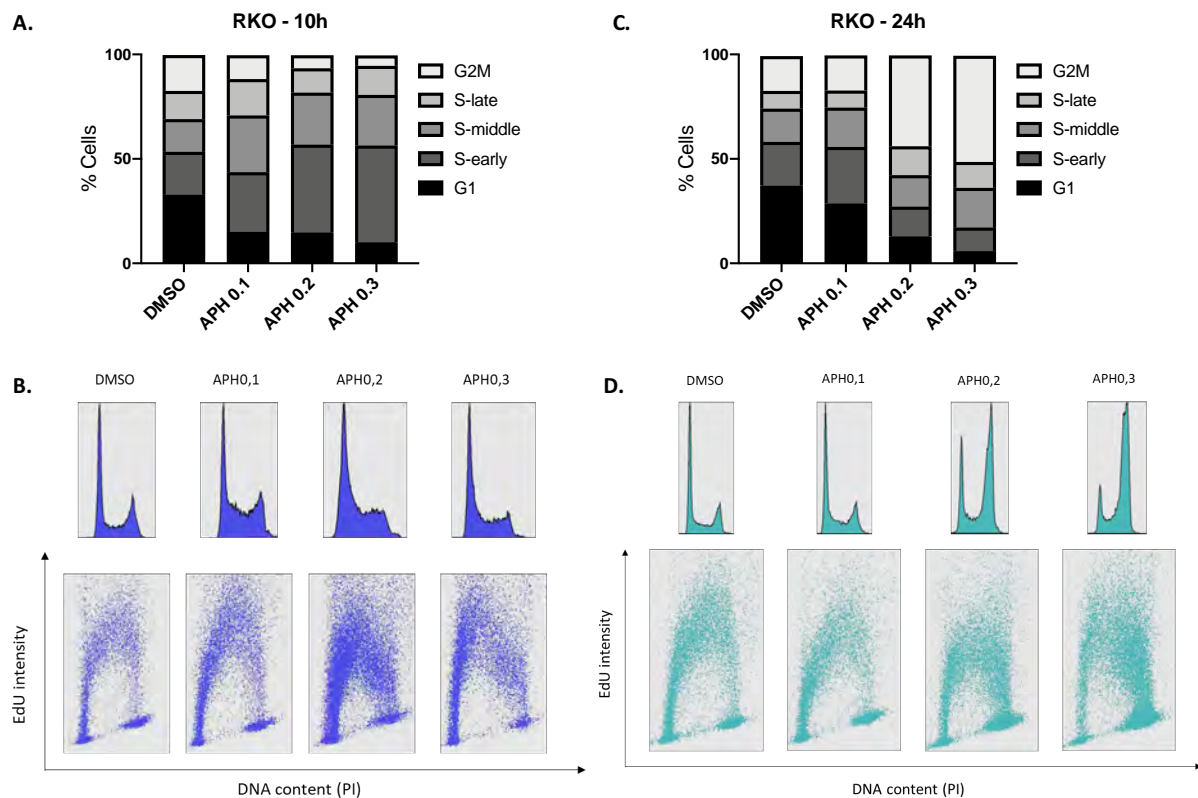 A.
RKO - 10h
% Cells
100
50
0
DMSO
APH 0.1
APH 0.2
APH 0.3
G2M
S-late
S-middle
S-early
G1
C.
RKO - 24h
% Cells
100
50
0
DMSO
APH 0.1
APH 0.2
APH 0.3
G2M
S-late
S-middle
S-early
G1
B.
DMSO
APH0,1
APH0,2
APH0,3
EdU intensity
DNA content (PI)
D.
DMSO
APH0,1
APH0,2
APH0,3
EdU intensity
DNA content (PI)